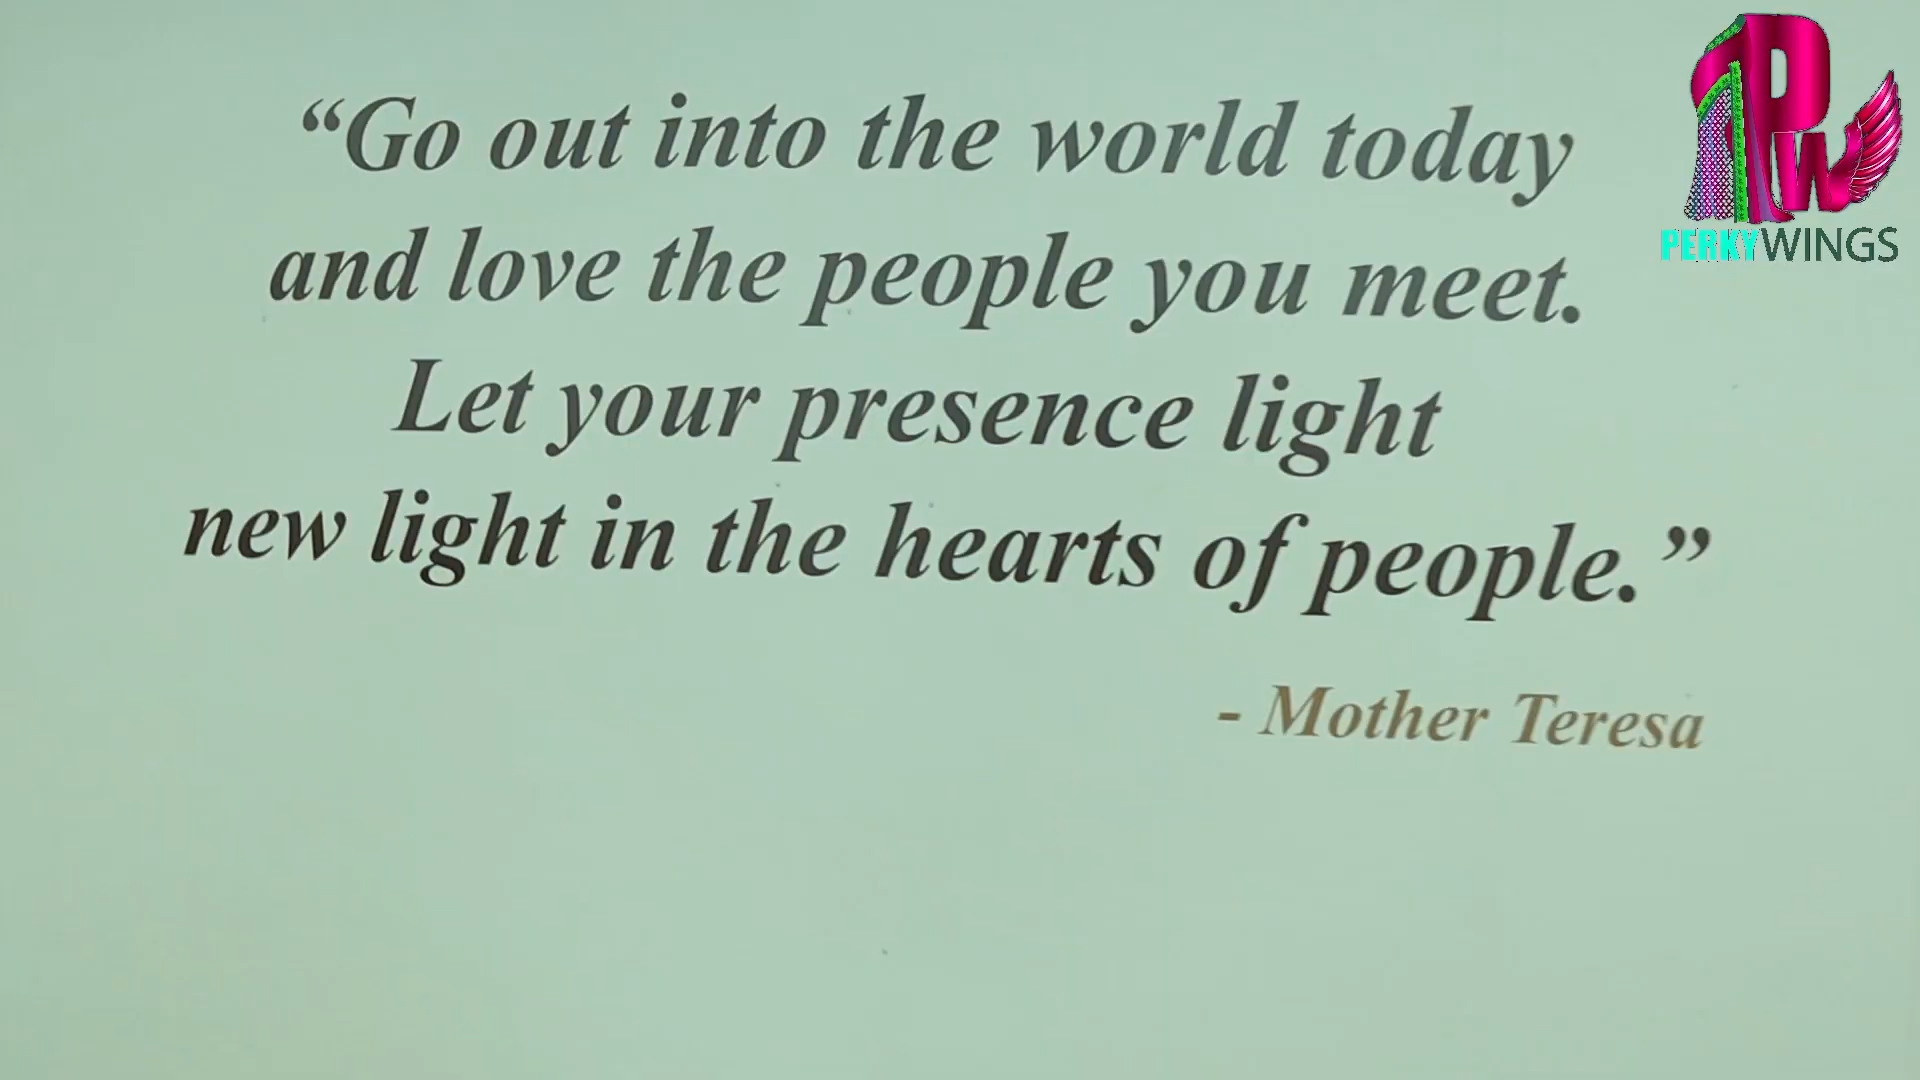 “Go out into the world today
and love the people you meet.
Let your presence light
new light in the hearts of people.”
- Mother Teresa
PW
PERKYWINGS